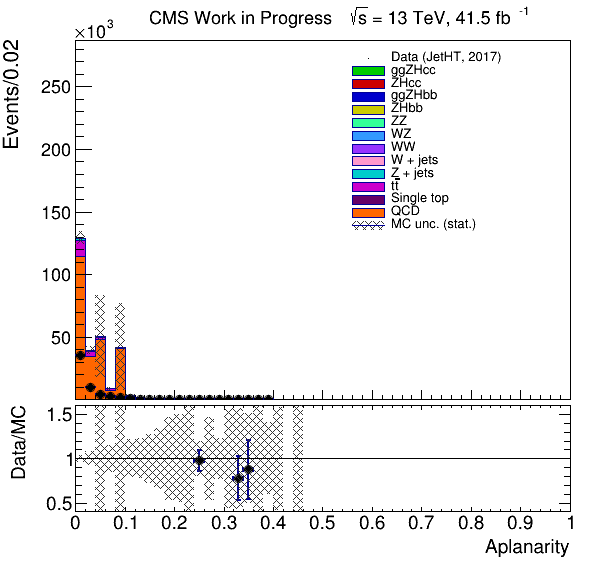 CMS Work in Progress √s = 13 TeV, 41.5 fb⁻¹
×10³
Events/0.02
250
200
150
100
50
Data (JetHT, 2017)
ggZHcc
ZHcc
ggZHbb
ZHbb
ZZ
WZ
WW
W + jets
Z + jets
tt̅
Single top
QCD
MC unc. (stat.)
Data/MC
1.5
1
0.5
0 0.1 0.2 0.3 0.4 0.5 0.6 0.7 0.8 0.9 1
Aplanarity